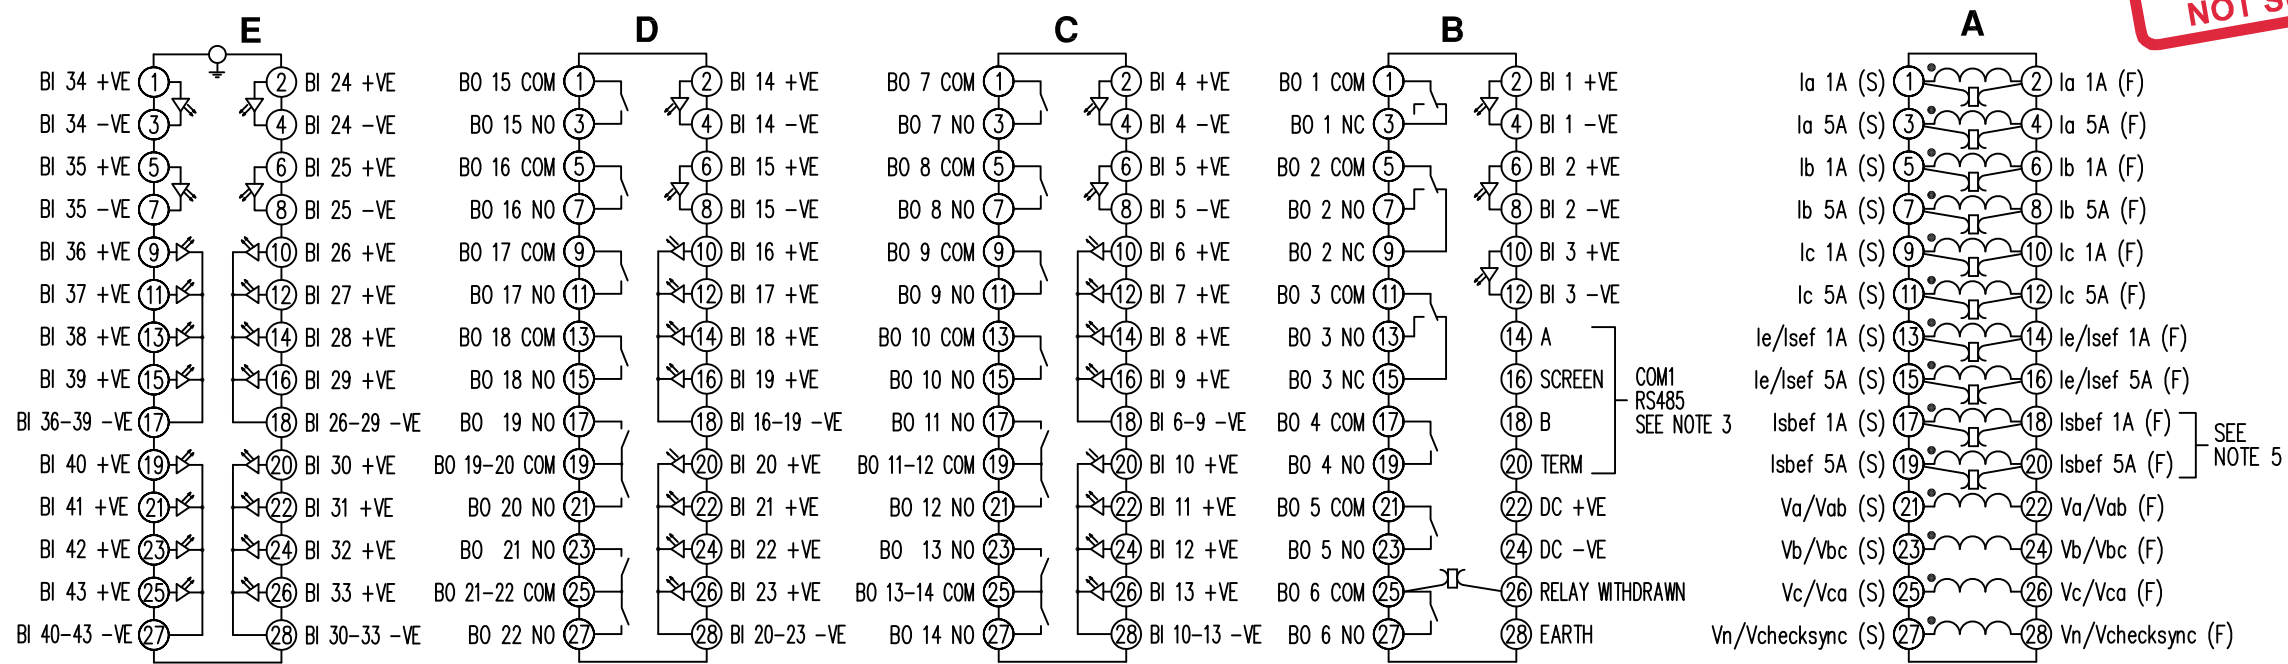 E D C B A
NOT S
BI 34 +VE 1 2 BI 24 +VE
BI 34 -VE 3 4 BI 24 -VE
BI 35 +VE 5 6 BI 25 +VE
BI 35 -VE 7 8 BI 25 -VE
BI 36 +VE 9 10 BI 26 +VE
BI 37 +VE 11 12 BI 27 +VE
BI 38 +VE 13 14 BI 28 +VE
BI 39 +VE 15 16 BI 29 +VE
BI 36-39 -VE 17 18 BI 26-29 -VE
BI 40 +VE 19 20 BI 30 +VE
BI 41 +VE 21 22 BI 31 +VE
BI 42 +VE 23 24 BI 32 +VE
BI 43 +VE 25 26 BI 33 +VE
BI 40-43 -VE 27 28 BI 30-33 -VE
BO 15 COM 1 2 BI 14 +VE
BO 15 NO 3 4 BI 14 -VE
BO 16 COM 5 6 BI 15 +VE
BO 16 NO 7 8 BI 15 -VE
BO 17 COM 9 10 BI 16 +VE
BO 17 NO 11 12 BI 17 +VE
BO 18 COM 13 14 BI 18 +VE
BO 18 NO 15 16 BI 19 +VE
BO 19 NO 17 18 BI 16-19 -VE
BO 19-20 COM 19 20 BI 20 +VE
BO 20 NO 21 22 BI 21 +VE
BO 21 NO 23 24 BI 22 +VE
BO 21-22 COM 25 26 BI 23 +VE
BO 22 NO 27 28 BI 20-23 -VE
BO 7 COM 1 2 BI 4 +VE
BO 7 NO 3 4 BI 4 -VE
BO 8 COM 5 6 BI 5 +VE
BO 8 NO 7 8 BI 5 -VE
BO 9 COM 9 10 BI 6 +VE
BO 9 NO 11 12 BI 7 +VE
BO 10 COM 13 14 BI 8 +VE
BO 10 NO 15 16 BI 9 +VE
BO 11 NO 17 18 BI 6-9 -VE
BO 11-12 COM 19 20 BI 10 +VE
BO 12 NO 21 22 BI 11 +VE
BO 13 NO 23 24 BI 12 +VE
BO 13-14 COM 25 26 BI 13 +VE
BO 14 NO 27 28 BI 10-13 -VE
BO 1 COM 1 2 BI 1 +VE
BO 1 NC 3 4 BI 1 -VE
BO 2 COM 5 6 BI 2 +VE
BO 2 NO 7 8 BI 2 -VE
BO 2 NC 9 10 BI 3 +VE
BO 3 COM 11 12 BI 3 -VE
BO 3 NO 13 14 A
BO 3 NC 15 16 SCREEN
BO 4 COM 17 18 B
BO 4 NO 19 20 TERM
BO 5 COM 21 22 DC +VE
BO 5 NO 23 24 DC -VE
BO 6 COM 25 26 RELAY WITHDRAWN
BO 6 NO 27 28 EARTH
COM1
RS485
SEE NOTE 3
Ia 1A (S) 1 2 Ia 1A (F)
Ia 5A (S) 3 4 Ia 5A (F)
Ib 1A (S) 5 6 Ib 1A (F)
Ib 5A (S) 7 8 Ib 5A (F)
Ic 1A (S) 9 10 Ic 1A (F)
Ic 5A (S) 11 12 Ic 5A (F)
Ie/Isef 1A (S) 13 14 Ie/Isef 1A (F)
Ie/Isef 5A (S) 15 16 Ie/Isef 5A (F)
Isbef 1A (S) 17 18 Isbef 1A (F)
Isbef 5A (S) 19 20 Isbef 5A (F)
Va/Vab (S) 21 22 Va/Vab (F)
Vb/Vbc (S) 23 24 Vb/Vbc (F)
Vc/Vca (S) 25 26 Vc/Vca (F)
Vn/Vchecksync (S) 27 28 Vn/Vchecksync (F)
SEE
NOTE 5